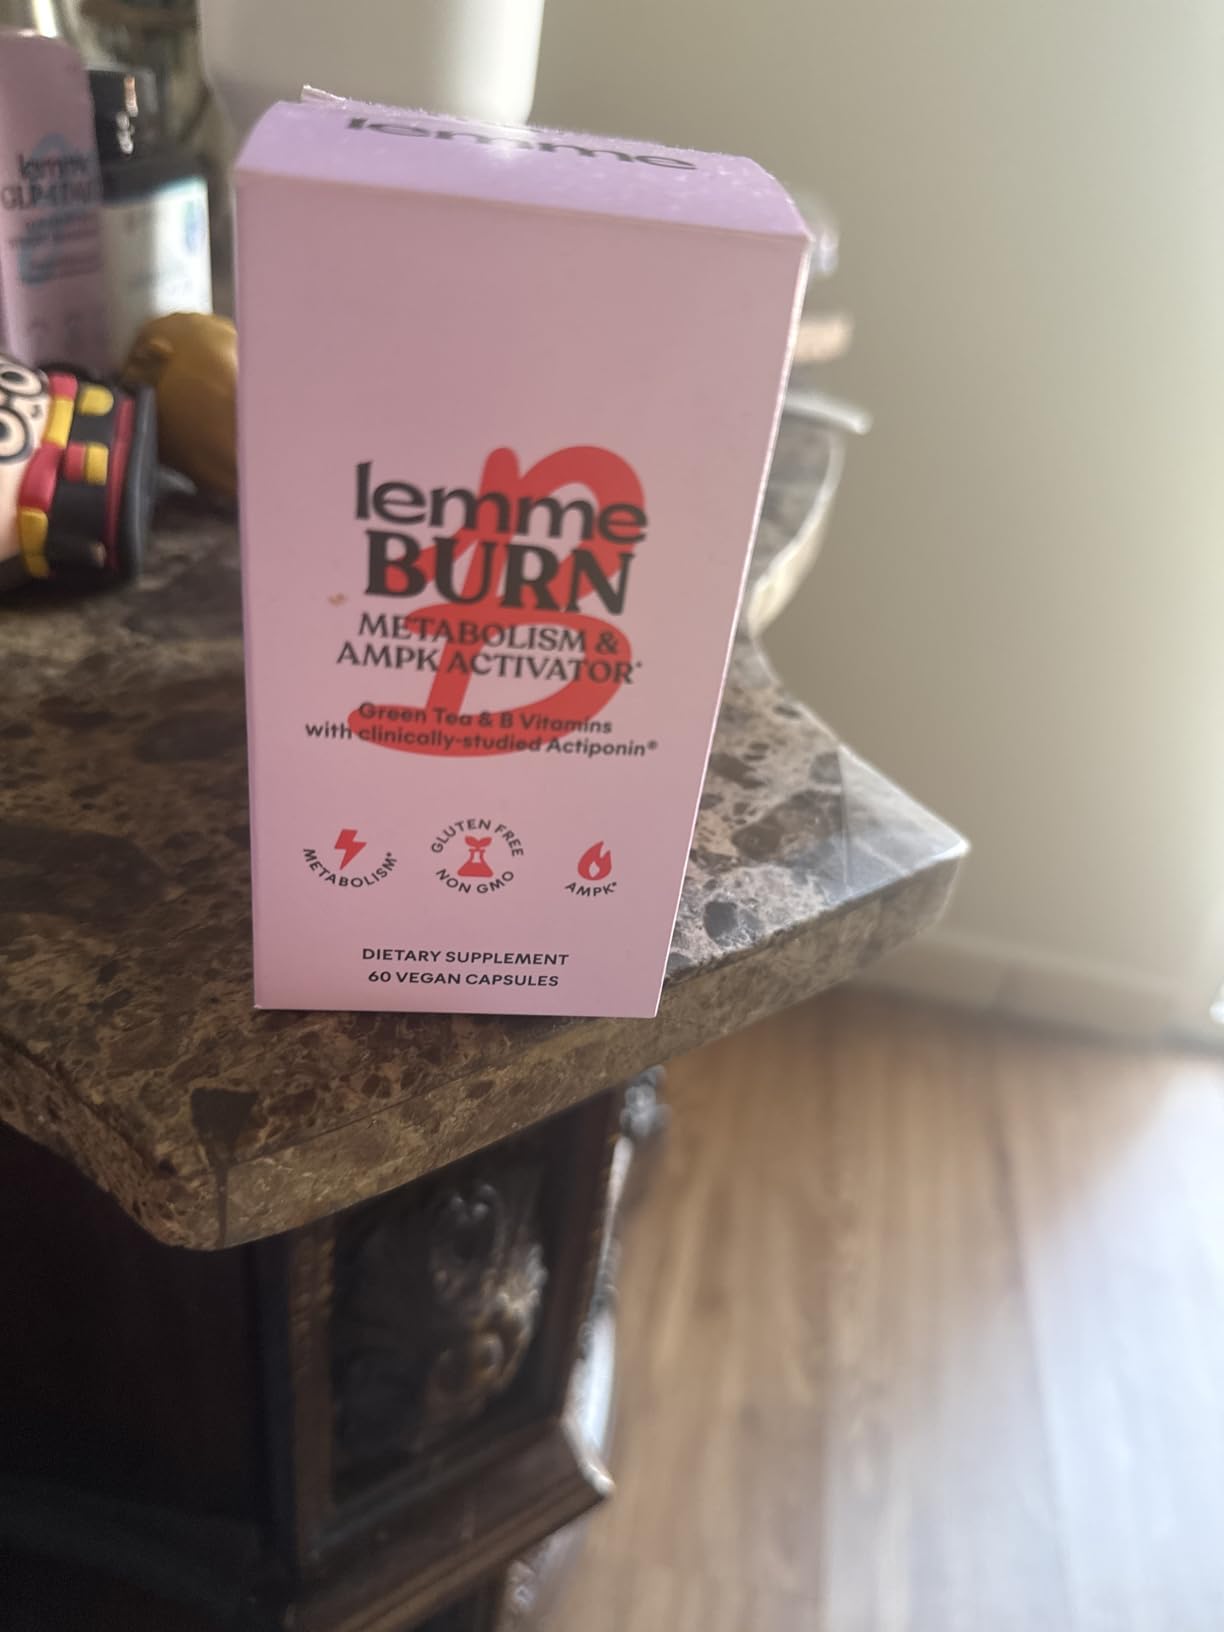 lemme
lemme
BURN
METABOLISM &
AMPK ACTIVATOR*
Green Tea & B Vitamins
with clinically-studied Actiponin®
METABOLISM*
GLUTEN FREE
NON GMO
AMPK*
DIETARY SUPPLEMENT
60 VEGAN CAPSULES
lemme